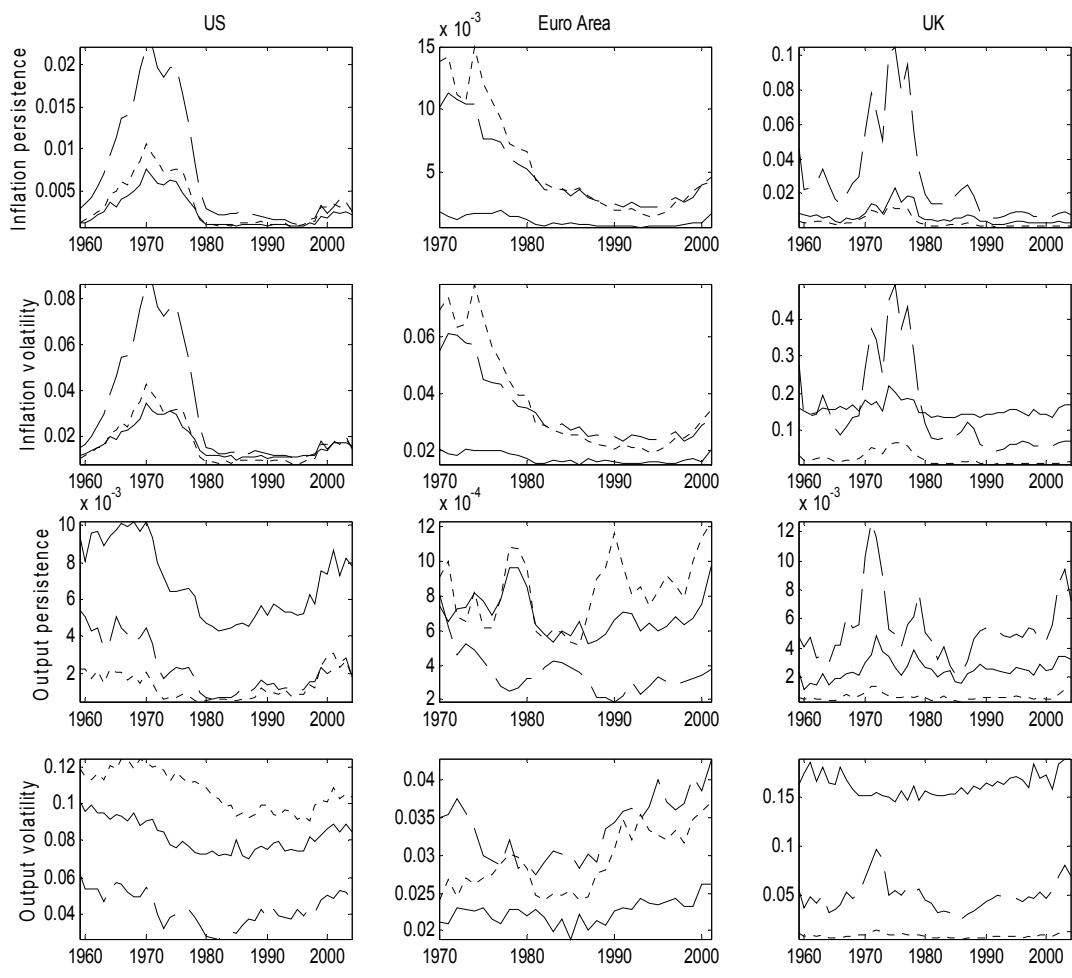 US
Euro Area
UK
Inflation persistence
0.02
0.015
0.01
0.005
1960 1970 1980 1990 2000
x 10^-3
15
10
5
1970 1980 1990 2000
0.1
0.08
0.06
0.04
0.02
1960 1970 1980 1990 2000
Inflation volatility
0.08
0.06
0.04
0.02
1960 1970 1980 1990 2000
0.06
0.04
0.02
1970 1980 1990 2000
0.4
0.3
0.2
0.1
1960 1970 1980 1990 2000
Output persistence
x 10^-3
10
8
6
4
2
1960 1970 1980 1990 2000
x 10^-4
12
10
8
6
4
2
1970 1980 1990 2000
x 10^-3
12
10
8
6
4
2
1960 1970 1980 1990 2000
Output volatility
0.12
0.1
0.08
0.06
0.04
1960 1970 1980 1990 2000
0.04
0.035
0.03
0.025
0.02
1970 1980 1990 2000
0.15
0.1
0.05
1960 1970 1980 1990 2000